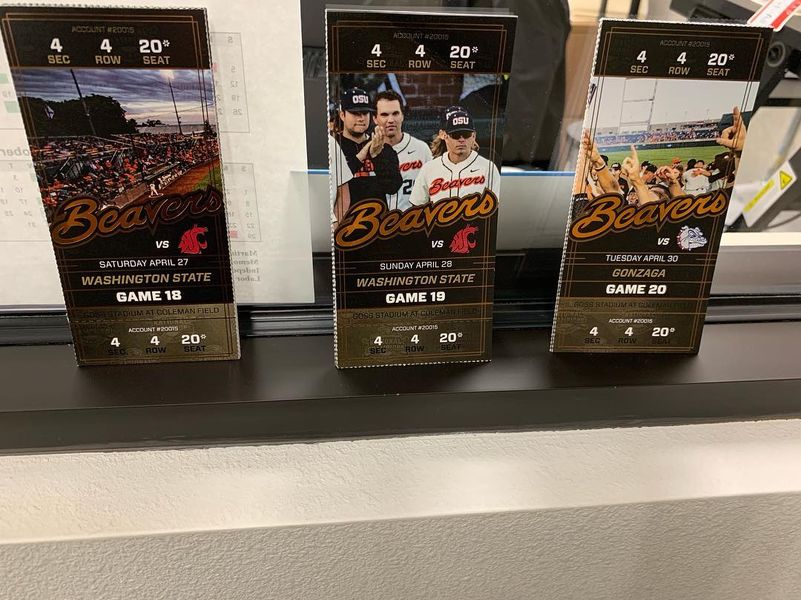 ACCOUNT #20015
4 4 20*
SEC ROW SEAT
Beavers
VS
SATURDAY APRIL 27
WASHINGTON STATE
GAME 18
GOSS STADIUM AT COLEMAN FIELD
ACCOUNT #20015
4 4 20*
SEC ROW SEAT
ACCOUNT #20015
4 4 20*
SEC ROW SEAT
OSU
OSU
Beavers
Beavers
VS
SUNDAY APRIL 28
WASHINGTON STATE
GAME 19
GOSS STADIUM AT COLEMAN FIELD
ACCOUNT #20015
4 4 20*
SEC ROW SEAT
ACCOUNT #20015
4 4 20*
SEC ROW SEAT
Beavers
VS
TUESDAY APRIL 30
GONZAGA
GAME 20
GOSS STADIUM AT COLEMAN FIELD
ACCOUNT #20015
4 4 20*
SEC ROW SEAT